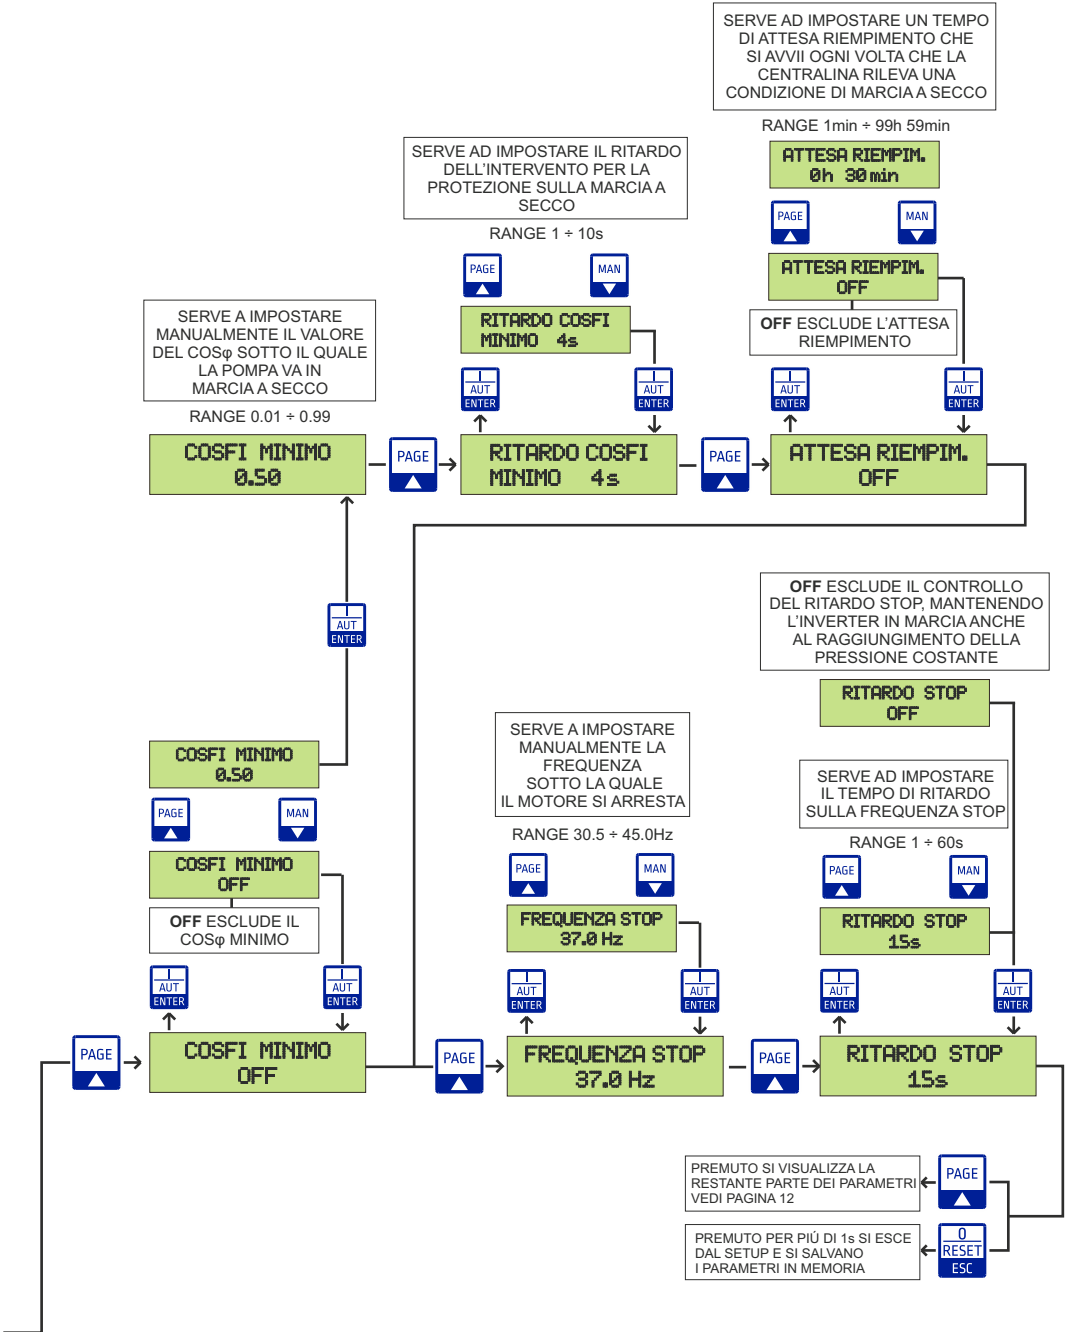 SERVE AD IMPOSTARE UN TEMPO
DI ATTESA RIEMPIMENTO CHE
SI AVVII OGNI VOLTA CHE LA
CENTRALINA RILEVA UNA
CONDIZIONE DI MARCIA A SECCO
RANGE 1min ÷ 99h 59min
ATTESA RIEMPIM.
0h 30min
PAGE
MAN
ATTESA RIEMPIM.
OFF
OFF ESCLUDE L'ATTESA
RIEMPIMENTO
I
AUT
ENTER
I
AUT
ENTER
SERVE AD IMPOSTARE IL RITARDO
DELL'INTERVENTO PER LA
PROTEZIONE SULLA MARCIA A
SECCO
RANGE 1 ÷ 10s
PAGE
MAN
RITARDO COSFI
MINIMO 4s
I
AUT
ENTER
I
AUT
ENTER
SERVE A IMPOSTARE
MANUALMENTE IL VALORE
DEL COSφ SOTTO IL QUALE
LA POMPA VA IN
MARCIA A SECCO
RANGE 0.01 ÷ 0.99
COSFI MINIMO
0.50
PAGE
RITARDO COSFI
MINIMO 4s
PAGE
ATTESA RIEMPIM.
OFF
I
AUT
ENTER
COSFI MINIMO
0.50
PAGE
MAN
COSFI MINIMO
OFF
OFF ESCLUDE IL
COSφ MINIMO
I
AUT
ENTER
I
AUT
ENTER
SERVE A IMPOSTARE
MANUALMENTE LA
FREQUENZA
SOTTO LA QUALE
IL MOTORE SI ARRESTA
RANGE 30.5 ÷ 45.0Hz
PAGE
MAN
FREQUENZA STOP
37.0 Hz
I
AUT
ENTER
I
AUT
ENTER
OFF ESCLUDE IL CONTROLLO
DEL RITARDO STOP, MANTENENDO
L'INVERTER IN MARCIA ANCHE
AL RAGGIUNGIMENTO DELLA
PRESSIONE COSTANTE
RITARDO STOP
OFF
SERVE AD IMPOSTARE
IL TEMPO DI RITARDO
SULLA FREQUENZA STOP
RANGE 1 ÷ 60s
PAGE
MAN
RITARDO STOP
15s
I
AUT
ENTER
I
AUT
ENTER
PAGE
COSFI MINIMO
OFF
PAGE
FREQUENZA STOP
37.0 Hz
PAGE
RITARDO STOP
15s
PREMUTO SI VISUALIZZA LA
RESTANTE PARTE DEI PARAMETRI
VEDI PAGINA 12
PAGE
PREMUTO PER PIÚ DI 1s SI ESCE
DAL SETUP E SI SALVANO
I PARAMETRI IN MEMORIA
0
RESET
ESC